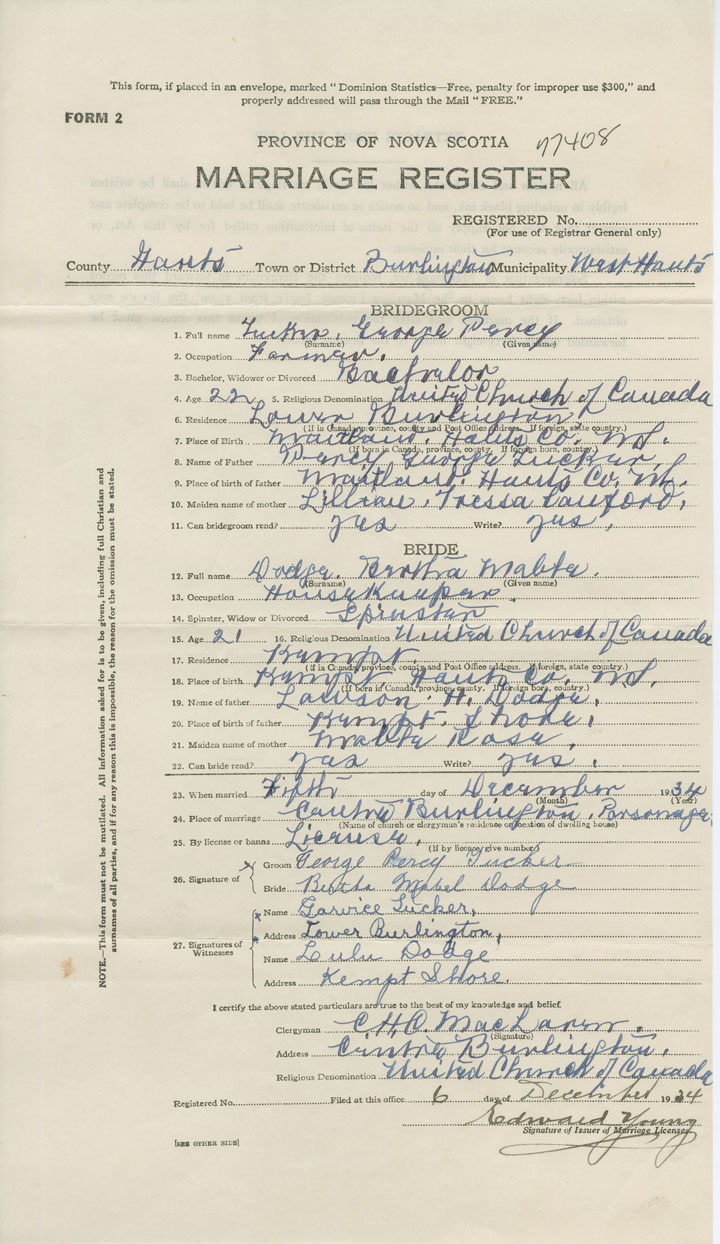 This form, if placed in an envelope, marked "Dominion Statistics—Free, penalty for improper use $300," and
properly addressed will pass through the Mail "FREE."
FORM 2
PROVINCE OF NOVA SCOTIA 97408
MARRIAGE REGISTER
REGISTERED No.
(For use of Registrar General only)
County Hants Town or District Burlington Municipality West Hants
BRIDEGROOM
1. Full name Tucker, George Percy
(Surname) (Given name)
2. Occupation Farmer.
3. Bachelor, Widower or Divorced Bachelor
4. Age 22 5. Religious Denomination United Church of Canada
6. Residence Lower Burlington
(If in Canada, province, county and Post Office address. If foreign, state country.)
7. Place of Birth Maitland. Hants Co. N.S.
(If born in Canada, province, county. If foreign born, country.)
8. Name of Father Percy George Tucker,
9. Place of birth of father Maitland. Hants Co. N.S.
10. Maiden name of mother Lillian. Tressa
11. Can bridegroom read? yes Write? yes.
BRIDE
12. Full name Dodge. Bertha Mable.
(Surname) (Given name)
13. Occupation Housekeeper.
14. Spinster, Widow or Divorced Spinster
15. Age 21 16. Religious Denomination United Church of Canada
17. Residence Kempt.
(If in Canada, province, county and Post Office address. If foreign, state country.)
18. Place of birth Kempt Hants Co. N.S.
(If born in Canada, province, county. If foreign born, country.)
19. Name of father Lawson. H. Dodge,
20. Place of birth of father Kempt. Shore.
21. Maiden name of mother Mable Rose,
22. Can bride read? yes Write? yes.
23. When married Fifth day of December 1934
(Month) (Year)
24. Place of marriage Centre Burlington. Parsonage,
(Name of church or clergyman's residence or location of dwelling house)
25. By license or banns License.
(If by licence give number)
26. Signature of Groom George Percy Tucker
Bride Bertha Mabel Dodge
27. Signatures of Witnesses
Name Garvice Tucker,
Address Lower Burlington,
Name Lulu Dodge
Address Kempt Shore.
I certify the above stated particulars are true to the best of my knowledge and belief.
Clergyman C.H.C. MacLaren.
(Signature)
Address Centre Burlington.
Religious Denomination United Church of Canada
Registered No. Filed at this office 6 day of December 1934
Edward Young
Signature of Issuer of Marriage Licenses
[SEE OTHER SIDE]
NOTE.—This form must not be mutilated. All information asked for is to be given, including full Christian and
surnames of all parties, and if for any reason this is impossible, the reason for the omission must be stated.